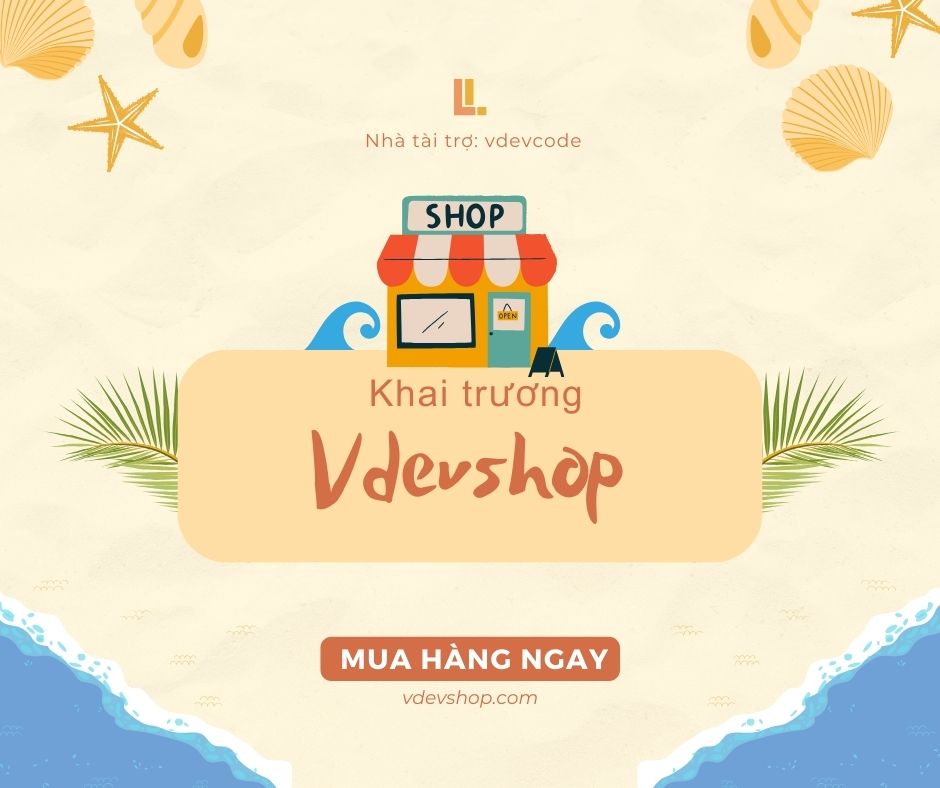 Nhà tài trợ: vdevcode
SHOP
OPEN
Khai trương
Vdevshop
MUA HÀNG NGAY
vdevshop.com